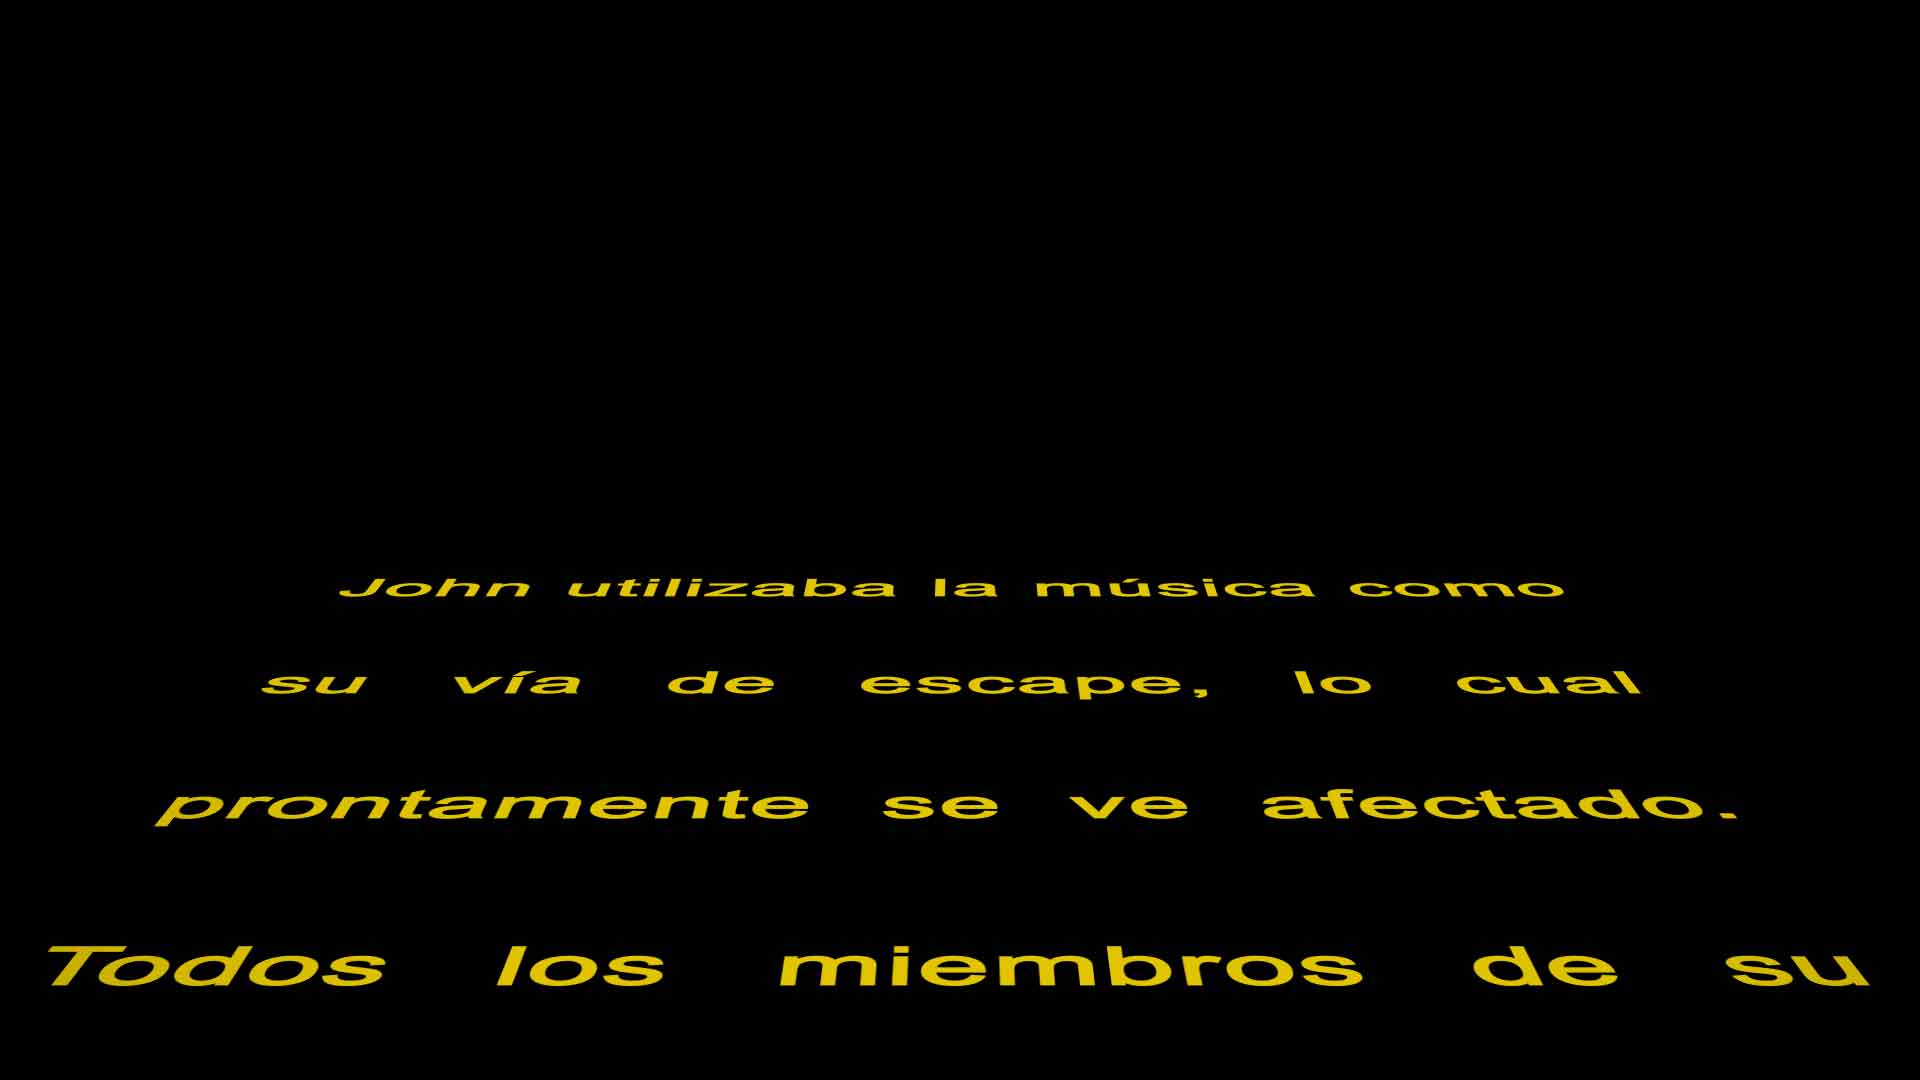 John utilizaba la música como
su vía de escape, lo cual
prontamente se ve afectado.
Todos los miembros de su